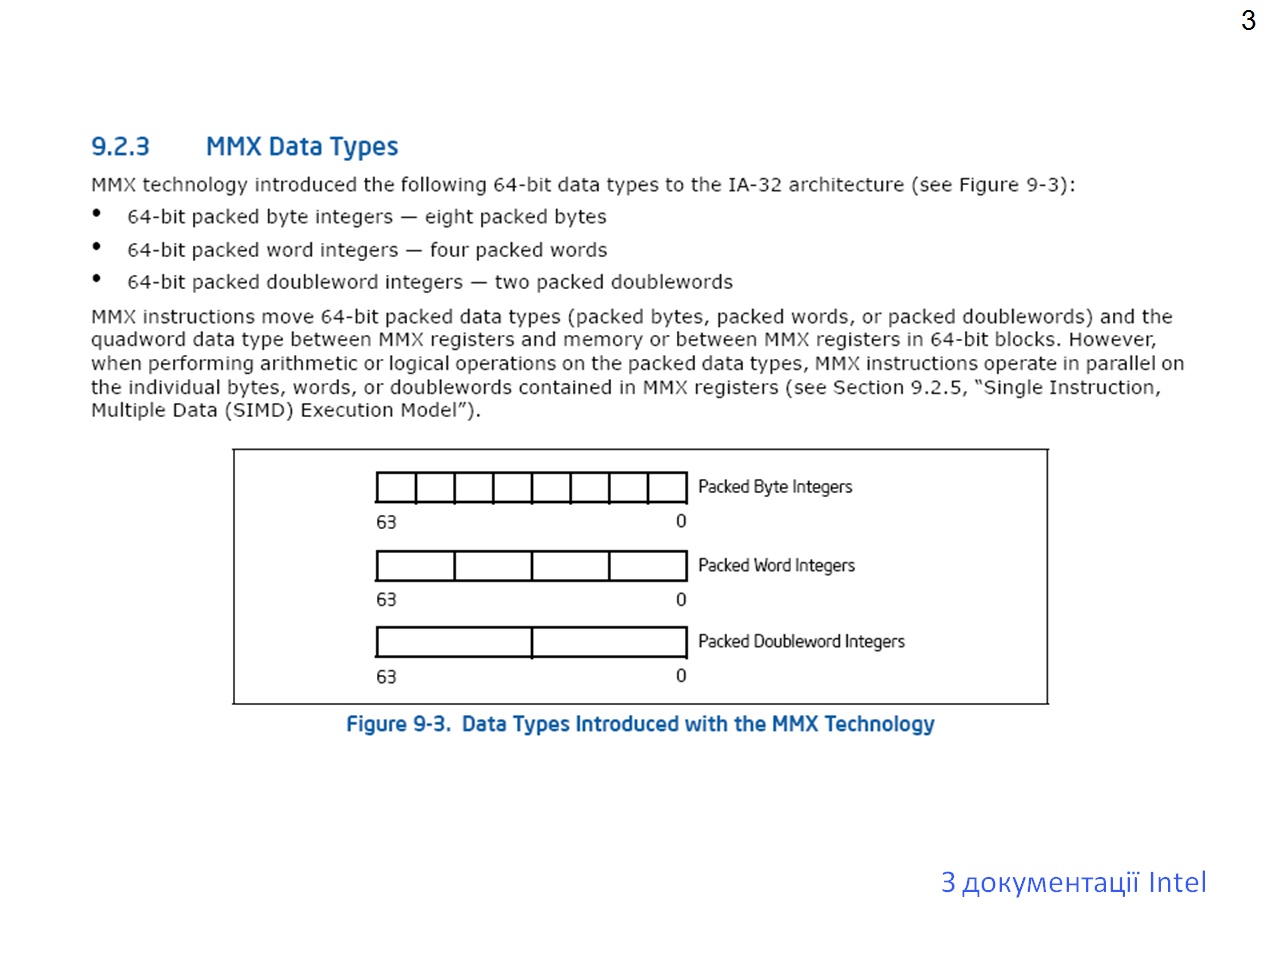 3
9.2.3 MMX Data Types
MMX technology introduced the following 64-bit data types to the IA-32 architecture (see Figure 9-3):
• 64-bit packed byte integers — eight packed bytes
• 64-bit packed word integers — four packed words
• 64-bit packed doubleword integers — two packed doublewords
MMX instructions move 64-bit packed data types (packed bytes, packed words, or packed doublewords) and the
quadword data type between MMX registers and memory or between MMX registers in 64-bit blocks. However,
when performing arithmetic or logical operations on the packed data types, MMX instructions operate in parallel on
the individual bytes, words, or doublewords contained in MMX registers (see Section 9.2.5, “Single Instruction,
Multiple Data (SIMD) Execution Model”).
Packed Byte Integers
63 0
Packed Word Integers
63 0
Packed Doubleword Integers
63 0
Figure 9-3. Data Types Introduced with the MMX Technology
З документації Intel